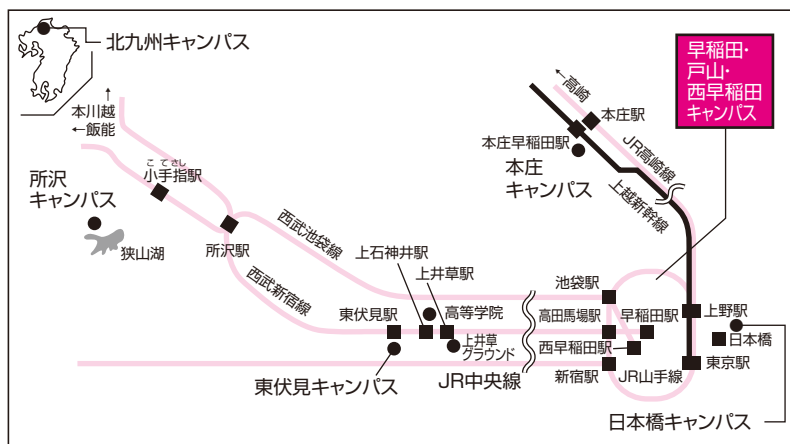 北九州キャンパス
↑
本川越
←飯能
こてさし
小手指駅
所沢
キャンパス
狭山湖
所沢駅
西武池袋線
西武新宿線
上石神井駅
上井草駅
東伏見駅
高等学院
上井草
グラウンド
東伏見キャンパス
JR中央線
←高崎
本庄駅
本庄早稲田駅
本庄
キャンパス
JR高崎線
上越新幹線
早稲田・
戸山・
西早稲田
キャンパス
池袋駅
高田馬場駅
早稲田駅
西早稲田駅
新宿駅
JR山手線
上野駅
日本橋
東京駅
日本橋キャンパス